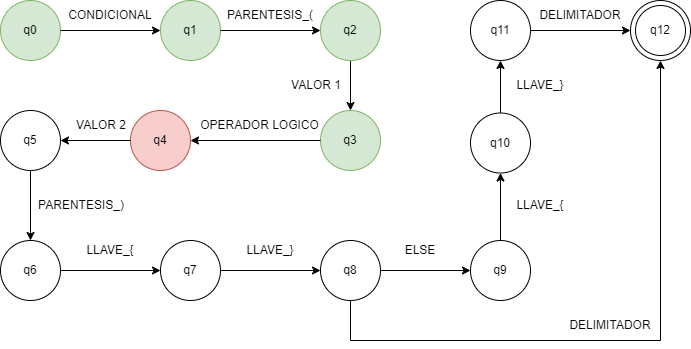 q0
CONDICIONAL
q1
PARENTESIS_(
q2
q11
DELIMITADOR
q12
VALOR 1
LLAVE_}
q5
VALOR 2
q4
OPERADOR LOGICO
q3
q10
PARENTESIS_)
LLAVE_{
q6
LLAVE_{
q7
LLAVE_}
q8
ELSE
q9
DELIMITADOR